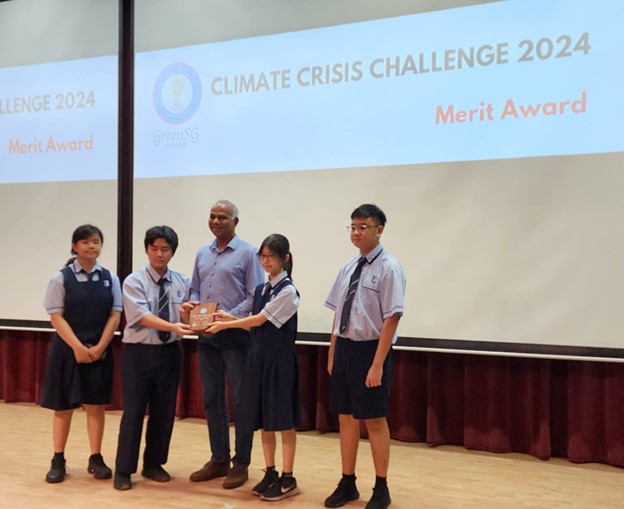 LLENGE 2024
Merit Award
CLIMATE CRISIS CHALLENGE 2024
Merit Award
GreenSG